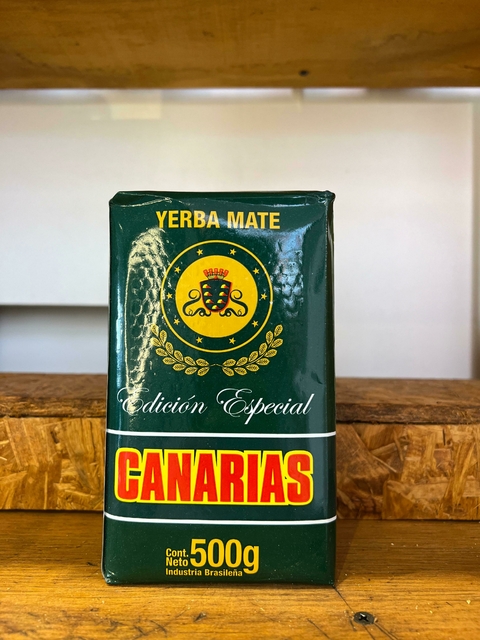 YERBA MATE
Edición Especial
CANARIAS
Cont.
Neto 500g
Industria Brasileña